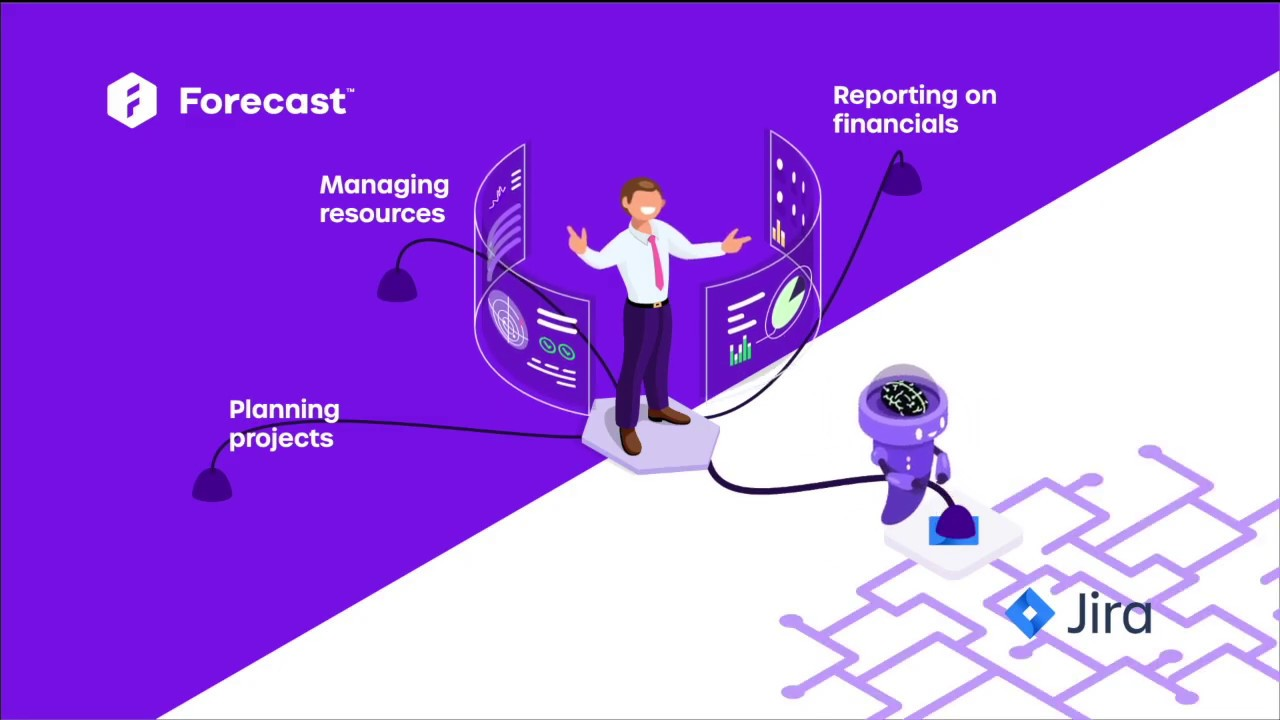 Forecast™
Reporting on
financials
Managing
resources
Planning
projects
Jira